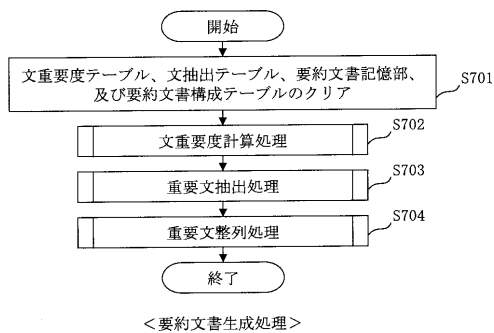 開始
文重要度テーブル、文抽出テーブル、要約文書記憶部、
及び要約文書構成テーブルのクリア
S701
文重要度計算処理
S702
重要文抽出処理
S703
重要文整列処理
S704
終了
<要約文書生成処理>